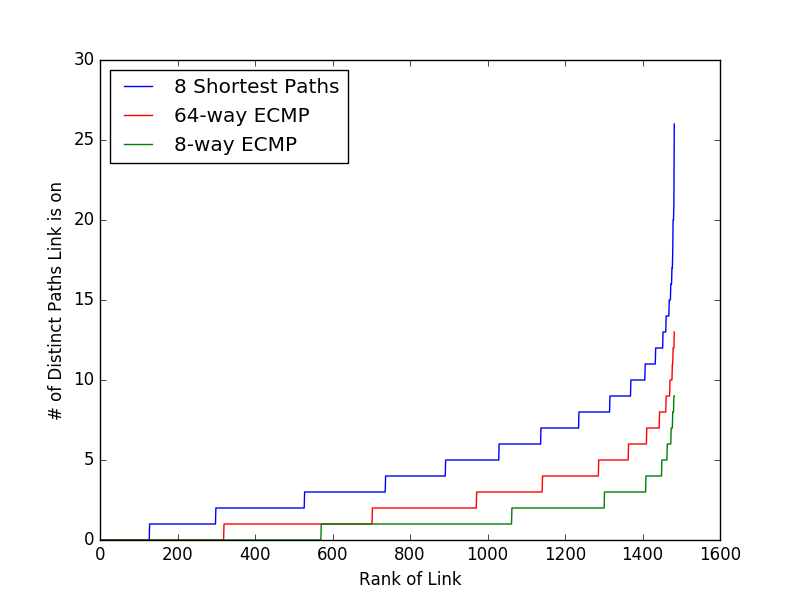 30
25
20
15
10
5
0
# of Distinct Paths Link is on
8 Shortest Paths
64-way ECMP
8-way ECMP
0 200 400 600 800 1000 1200 1400 1600
Rank of Link